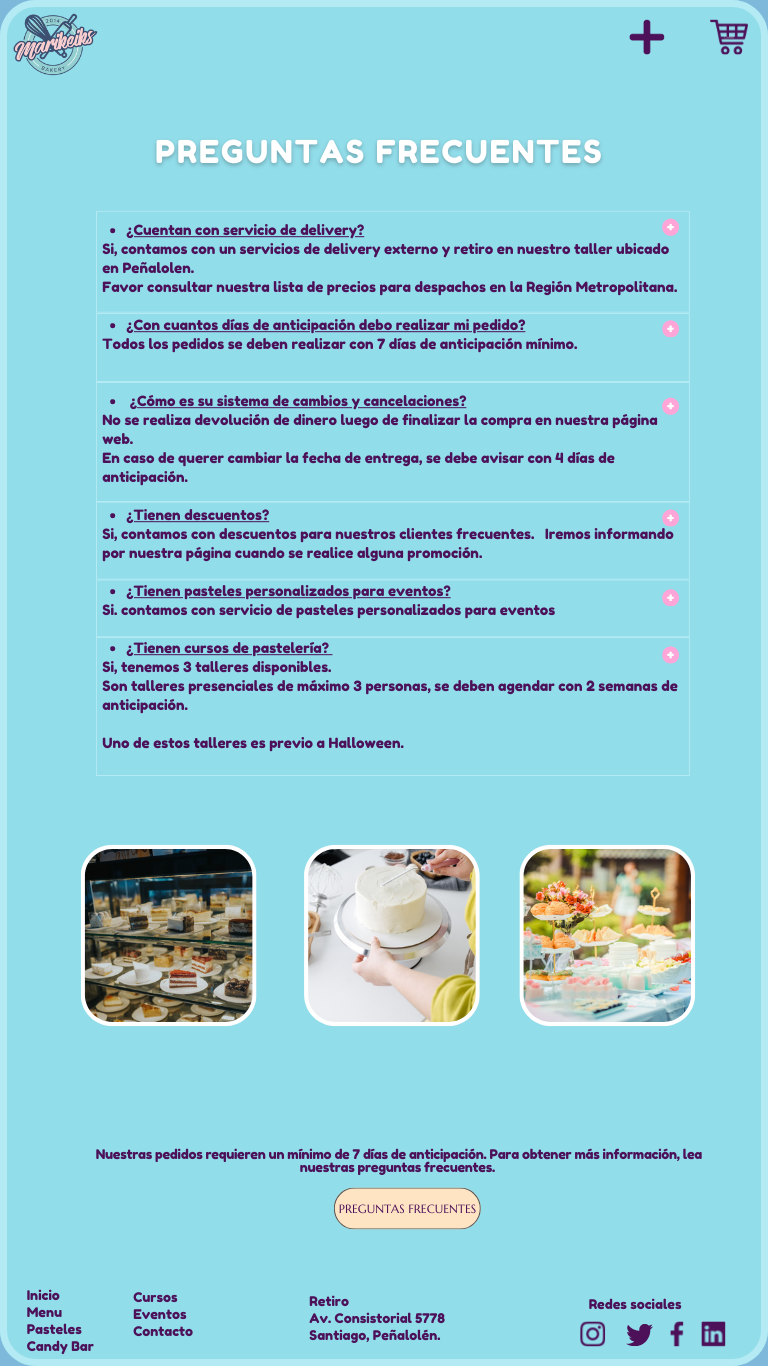 2014
Marikeiks
BAKERY
PREGUNTAS FRECUENTES
• ¿Cuentan con servicio de delivery?
Si, contamos con un servicios de delivery externo y retiro en nuestro taller ubicado
en Peñalolen.
Favor consultar nuestra lista de precios para despachos en la Región Metropolitana.
• ¿Con cuantos días de anticipación debo realizar mi pedido?
Todos los pedidos se deben realizar con 7 días de anticipación mínimo.
• ¿Cómo es su sistema de cambios y cancelaciones?
No se realiza devolución de dinero luego de finalizar la compra en nuestra página
web.
En caso de querer cambiar la fecha de entrega, se debe avisar con 4 días de
anticipación.
• ¿Tienen descuentos?
Si, contamos con descuentos para nuestros clientes frecuentes. Iremos informando
por nuestra página cuando se realice alguna promoción.
• ¿Tienen pasteles personalizados para eventos?
Si. contamos con servicio de pasteles personalizados para eventos
• ¿Tienen cursos de pastelería?
Si, tenemos 3 talleres disponibles.
Son talleres presenciales de máximo 3 personas, se deben agendar con 2 semanas de
anticipación.
Uno de estos talleres es previo a Halloween.
Nuestras pedidos requieren un mínimo de 7 días de anticipación. Para obtener más información, lea
nuestras preguntas frecuentes.
PREGUNTAS FRECUENTES
Inicio
Menu
Pasteles
Candy Bar
Cursos
Eventos
Contacto
Retiro
Av. Consistorial 5778
Santiago, Peñalolén.
Redes sociales